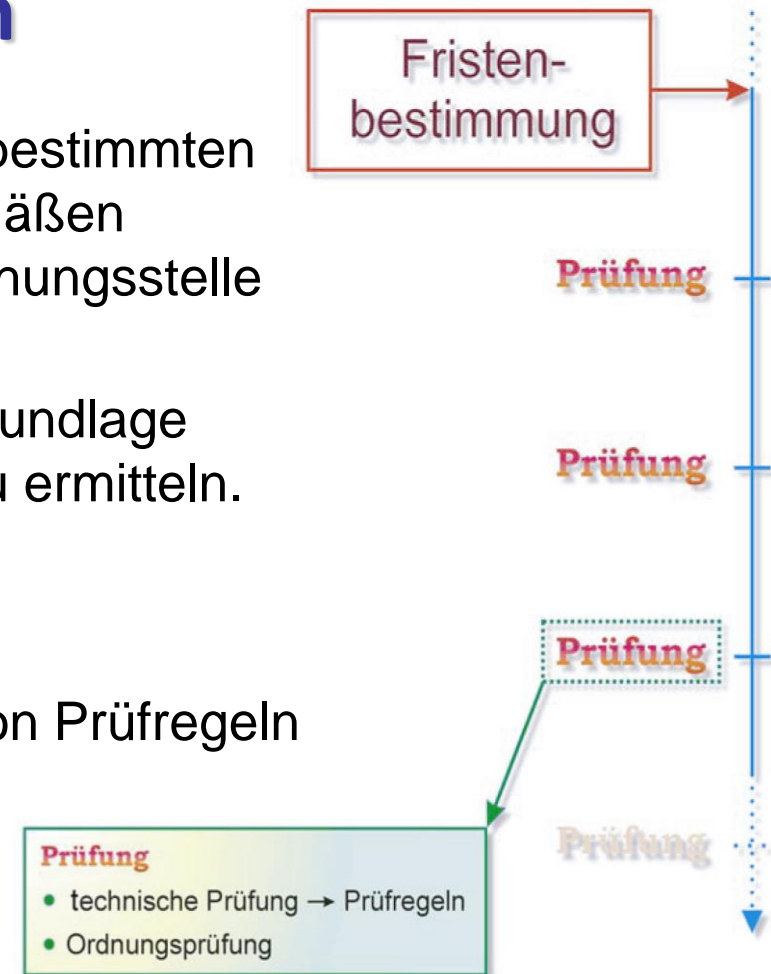 n
bestimmten
äßen
nungsstelle
undlage
u ermitteln.
on Prüfregeln
Fristen-
bestimmung
Prüfung
Prüfung
Prüfung
Prüfung
Prüfung
• technische Prüfung → Prüfregeln
• Ordnungsprüfung